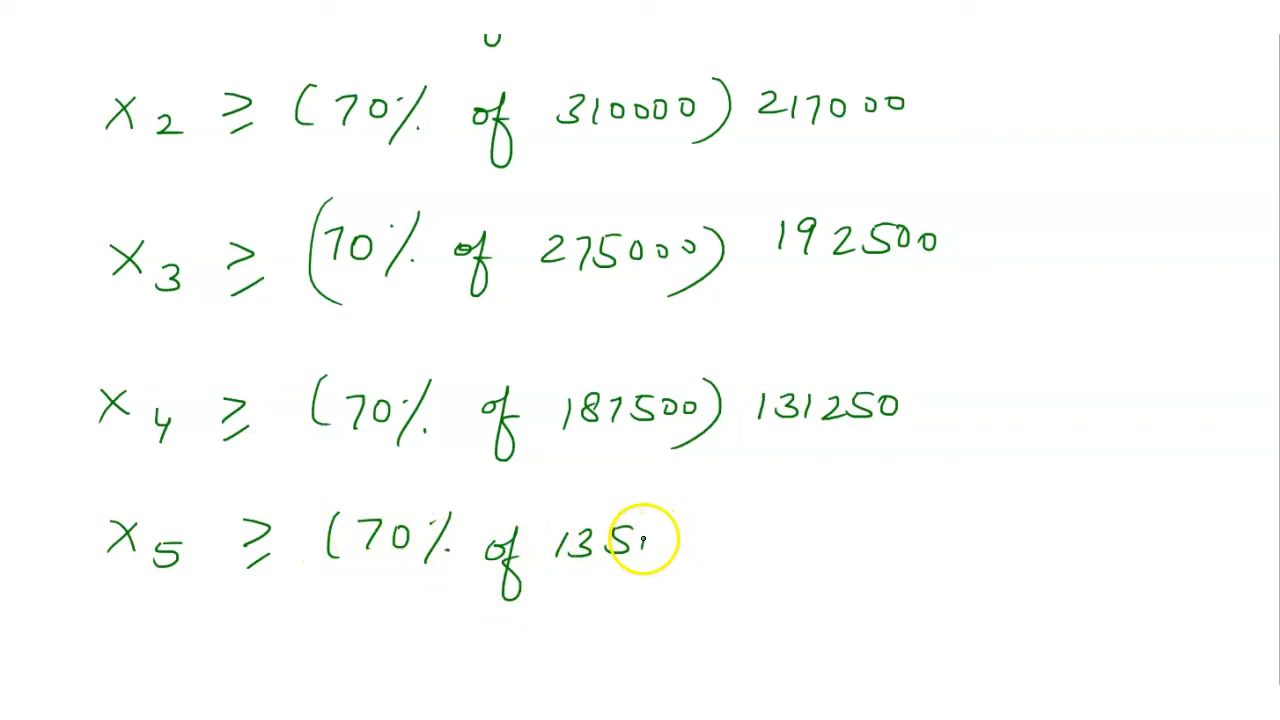 X2 ≥ (70% of 310000) 217000
X3 ≥ (70% of 275000) 192500
X4 ≥ (70% of 187500) 131250
X5 ≥ (70% of 135